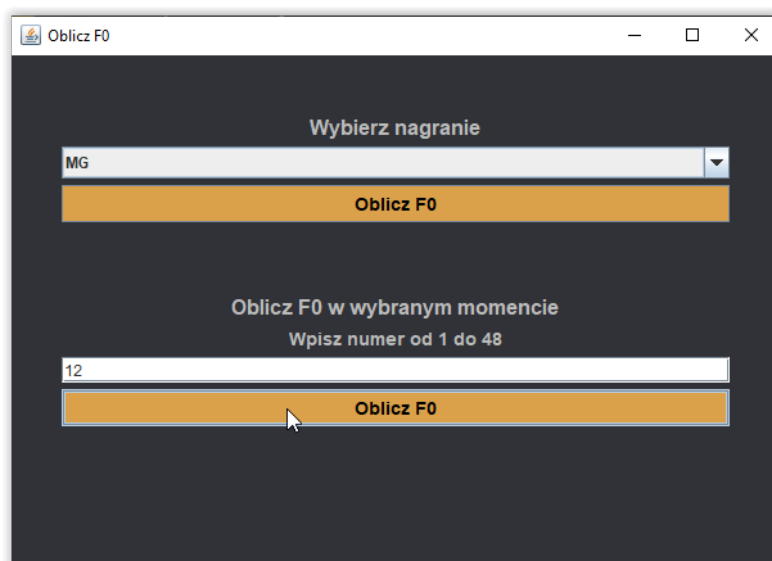 Oblicz F0
Wybierz nagranie
MG
Oblicz F0
Oblicz F0 w wybranym momencie
Wpisz numer od 1 do 48
12
Oblicz F0